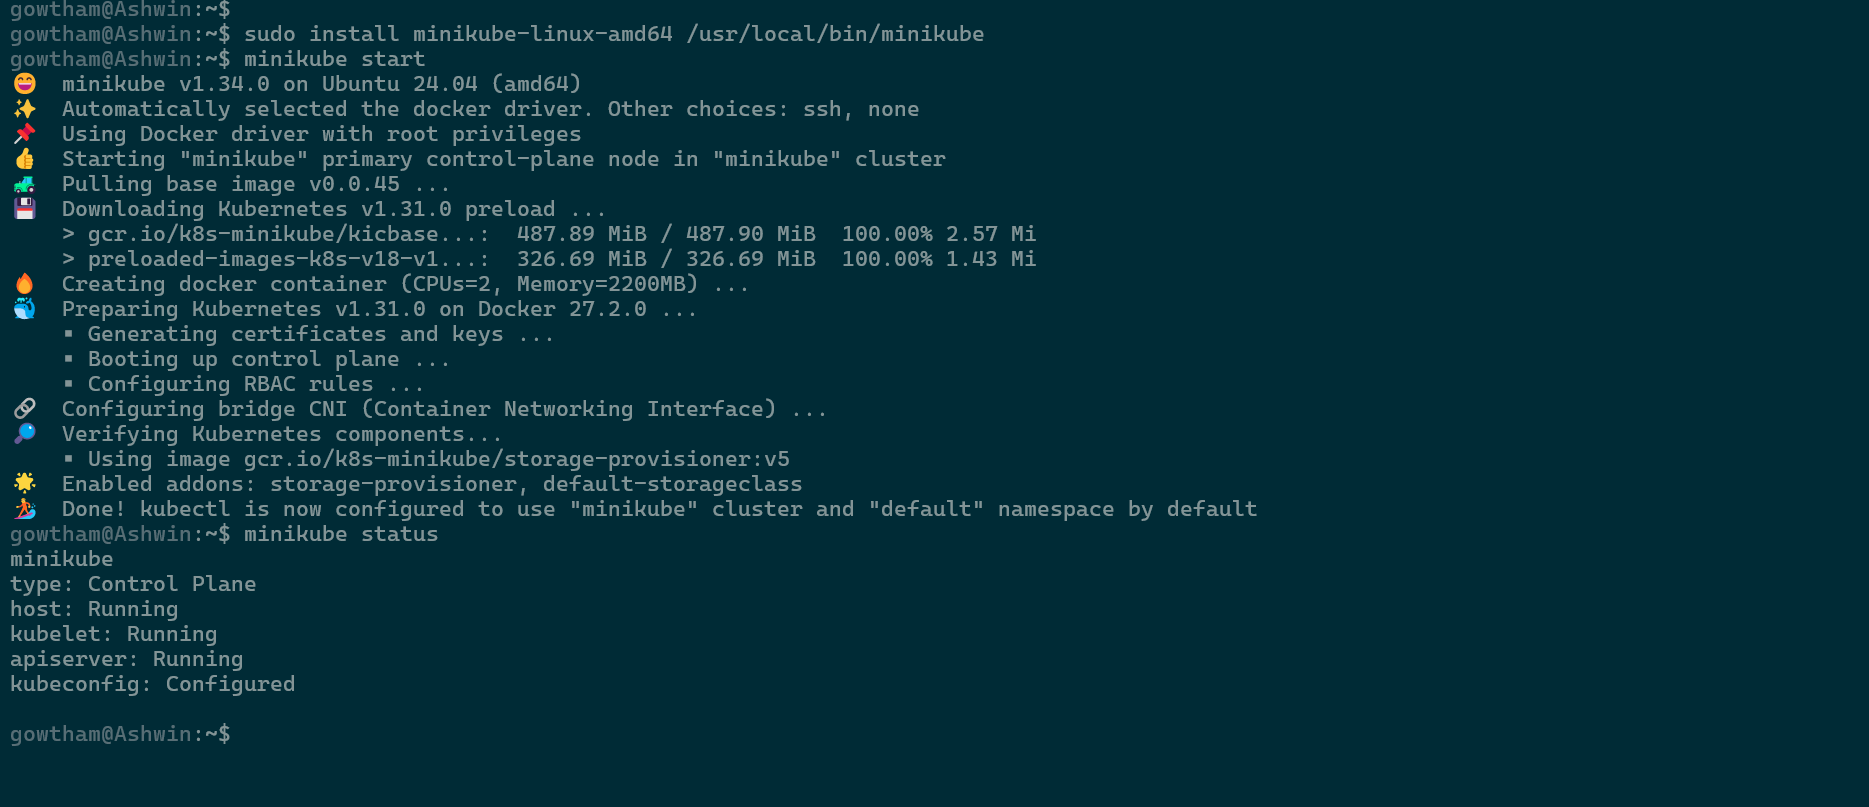 gowtham@Ashwin:~$
gowtham@Ashwin:~$ sudo install minikube-linux-amd64 /usr/local/bin/minikube
gowtham@Ashwin:~$ minikube start
😄  minikube v1.34.0 on Ubuntu 24.04 (amd64)
✨  Automatically selected the docker driver. Other choices: ssh, none
📌  Using Docker driver with root privileges
👍  Starting "minikube" primary control-plane node in "minikube" cluster
🚜  Pulling base image v0.0.45 ...
💾  Downloading Kubernetes v1.31.0 preload ...
    > gcr.io/k8s-minikube/kicbase...:  487.89 MiB / 487.90 MiB  100.00% 2.57 Mi
    > preloaded-images-k8s-v18-v1...:  326.69 MiB / 326.69 MiB  100.00% 1.43 Mi
🔥  Creating docker container (CPUs=2, Memory=2200MB) ...
🐳  Preparing Kubernetes v1.31.0 on Docker 27.2.0 ...
    ▪ Generating certificates and keys ...
    ▪ Booting up control plane ...
    ▪ Configuring RBAC rules ...
🔗  Configuring bridge CNI (Container Networking Interface) ...
🔎  Verifying Kubernetes components...
    ▪ Using image gcr.io/k8s-minikube/storage-provisioner:v5
🌟  Enabled addons: storage-provisioner, default-storageclass
🏄  Done! kubectl is now configured to use "minikube" cluster and "default" namespace by default
gowtham@Ashwin:~$ minikube status
minikube
type: Control Plane
host: Running
kubelet: Running
apiserver: Running
kubeconfig: Configured
gowtham@Ashwin:~$